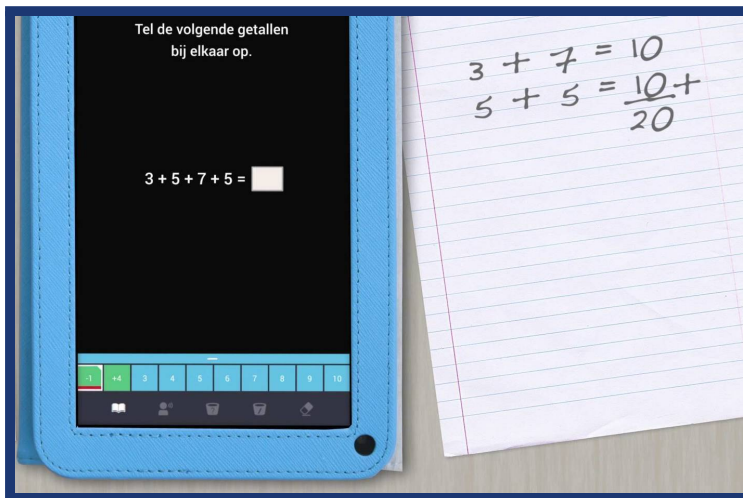 Tel de volgende getallen
bij elkaar op.
3 + 5 + 7 + 5 =
-1 +4 3 4 5 6 7 8 9 10
3 + 7 = 10
5 + 5 = 10 +
20